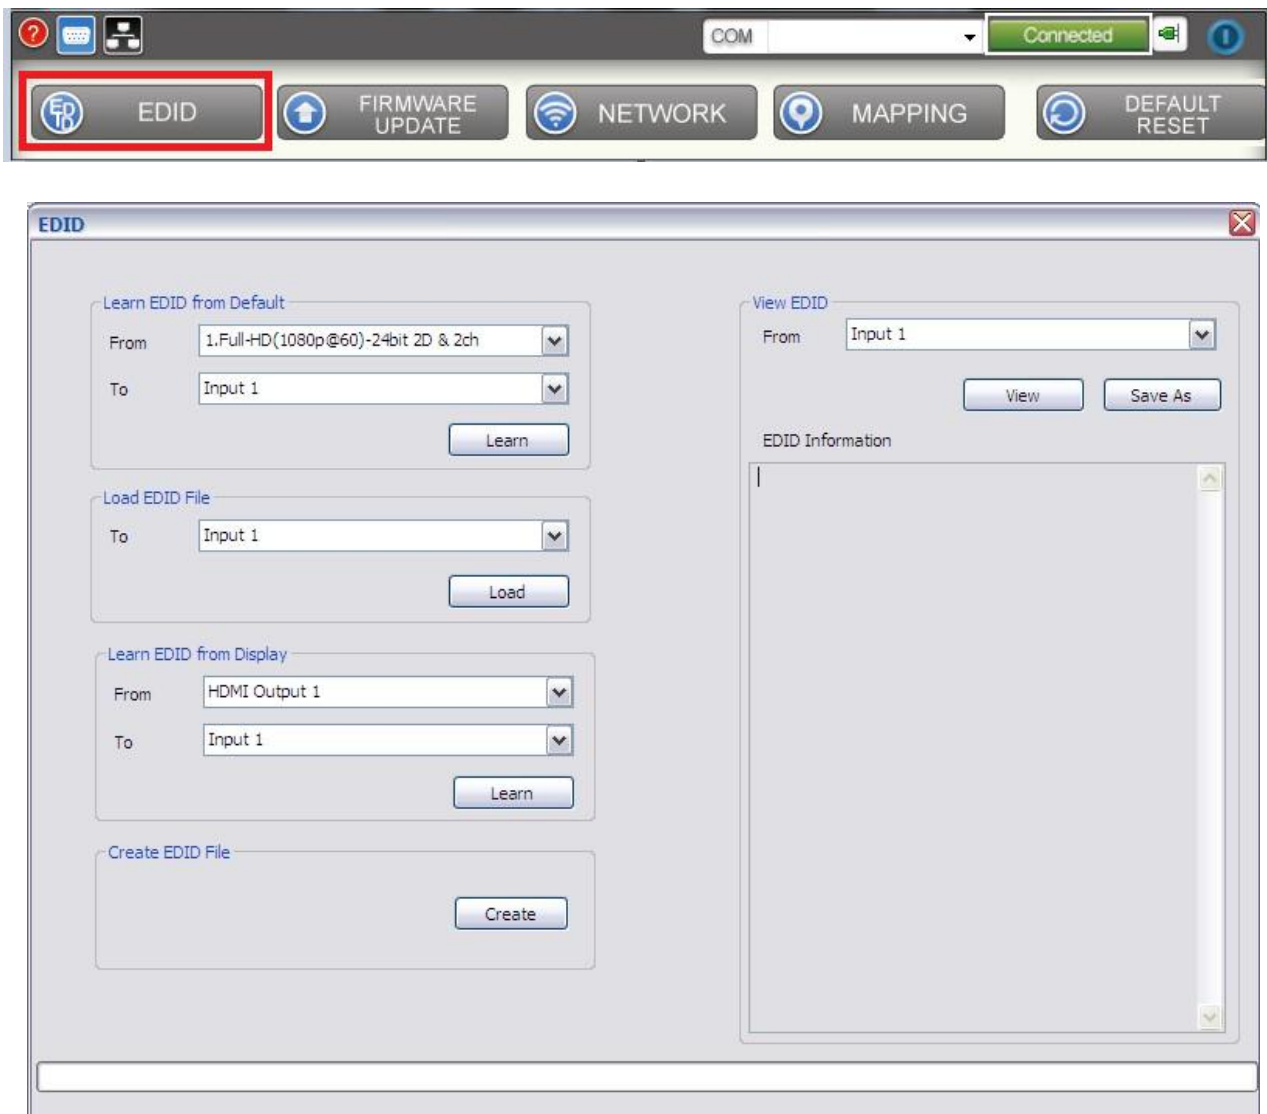 ?
COM
Connected
EDID
FIRMWARE
UPDATE
NETWORK
MAPPING
DEFAULT
RESET
EDID
Learn EDID from Default
From 1.Full-HD(1080p@60)-24bit 2D & 2ch
To Input 1
Learn
Load EDID File
To Input 1
Load
Learn EDID from Display
From HDMI Output 1
To Input 1
Learn
Create EDID File
Create
View EDID
From Input 1
View Save As
EDID Information